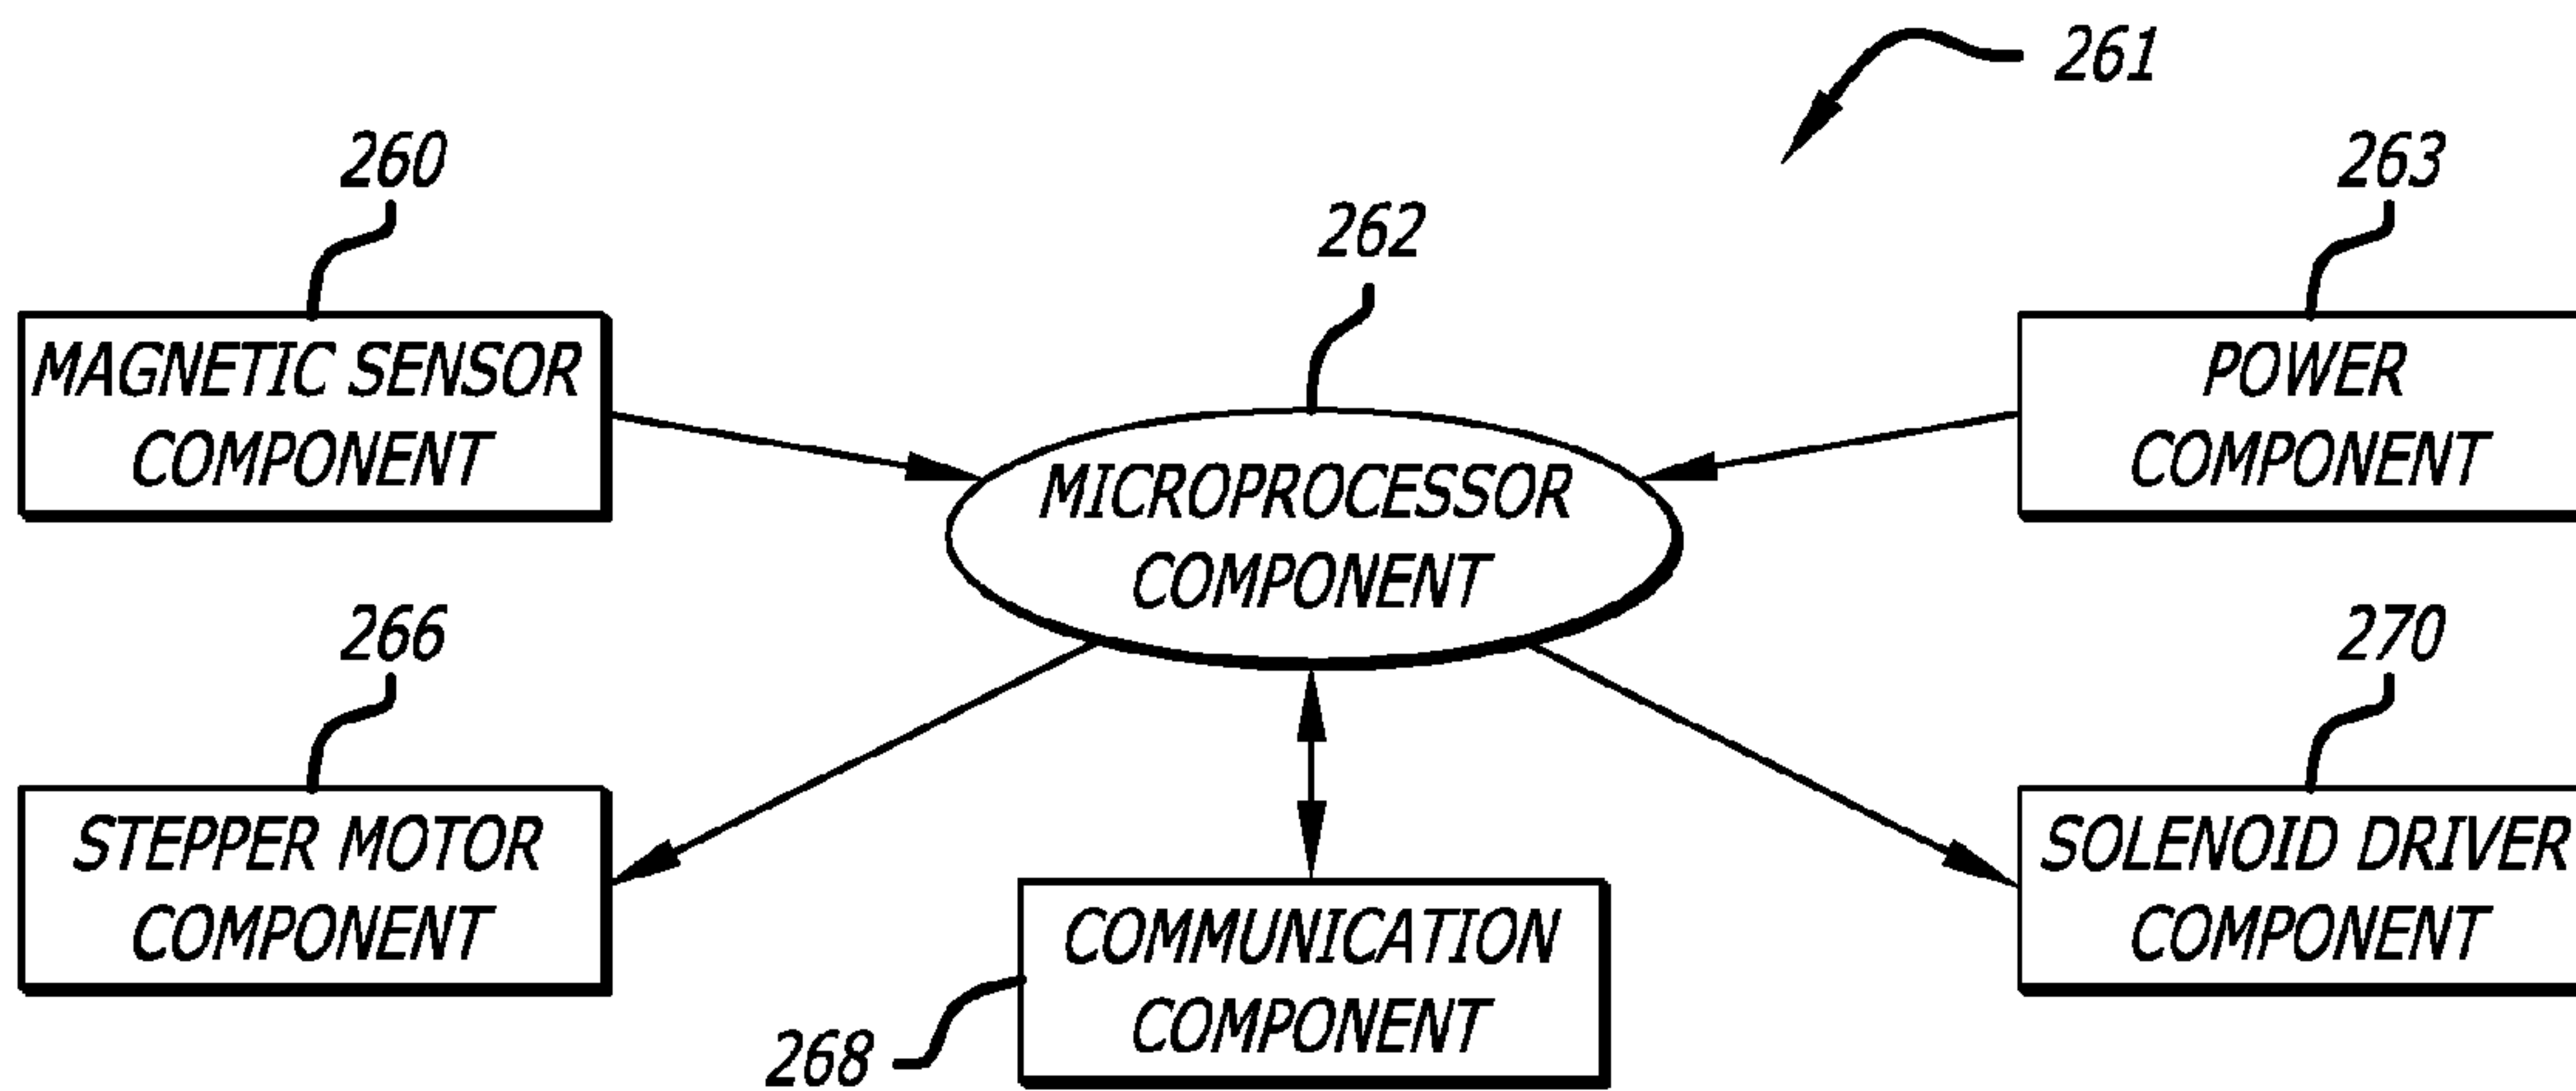 261
260
263
262
MAGNETIC SENSOR
COMPONENT
POWER
COMPONENT
MICROPROCESSOR
COMPONENT
266
270
STEPPER MOTOR
COMPONENT
SOLENOID DRIVER
COMPONENT
COMMUNICATION
COMPONENT
268